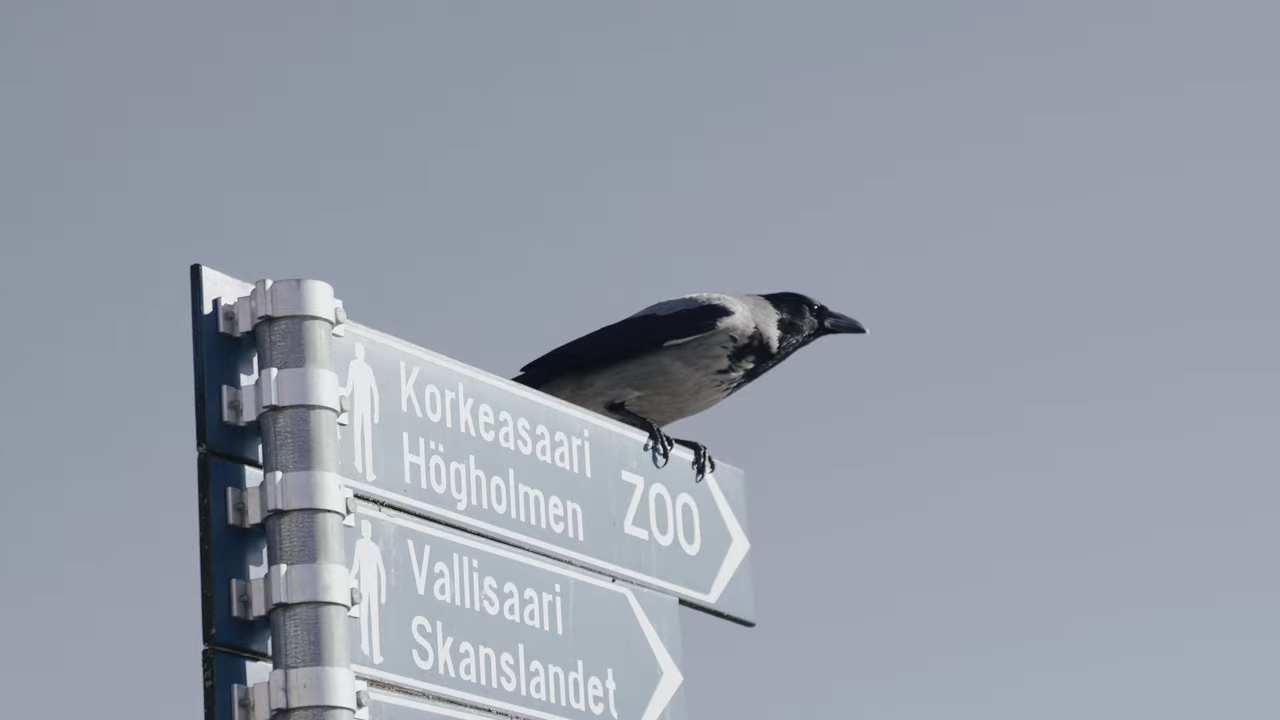 Korkeasaari
Högholmen
ZOO
Vallisaari
Skanslandet